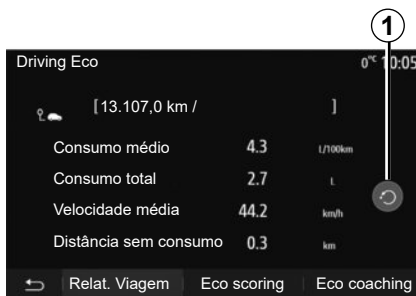 1
Driving Eco 0°C 10:05
[13.107,0 km / ]
Consumo médio 4.3 L/100km
Consumo total 2.7 L
Velocidade média 44.2 km/h
Distância sem consumo 0.3 km
Relat. Viagem Eco scoring Eco coaching